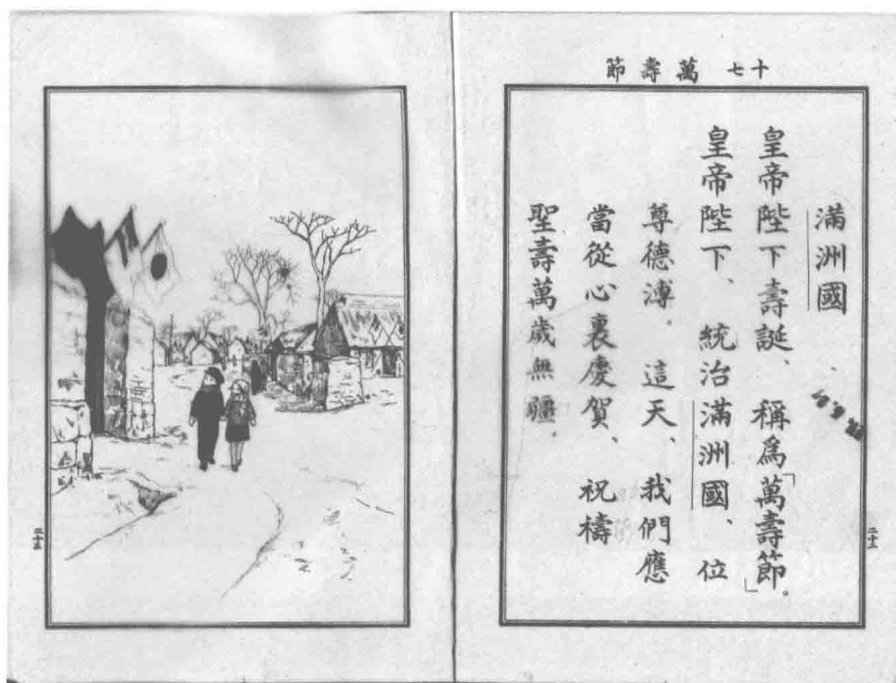 十七 萬壽節
滿洲國
皇帝陛下壽誕、稱爲「萬壽節」。
皇帝陛下、統治滿洲國、位
尊德溥．這天、我們應
當從心裏慶賀、祝禱
聖壽萬歲無疆．